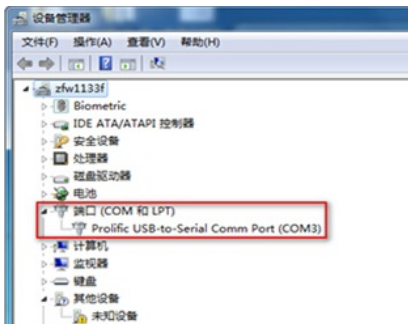 设备管理器
文件(F) 操作(A) 查看(V) 帮助(H)
zfw1133f
Biometric
IDE ATA/ATAPI 控制器
安全设备
处理器
磁盘驱动器
电池
端口 (COM 和 LPT)
Prolific USB-to-Serial Comm Port (COM3)
计算机
监视器
键盘
其他设备
未知设备